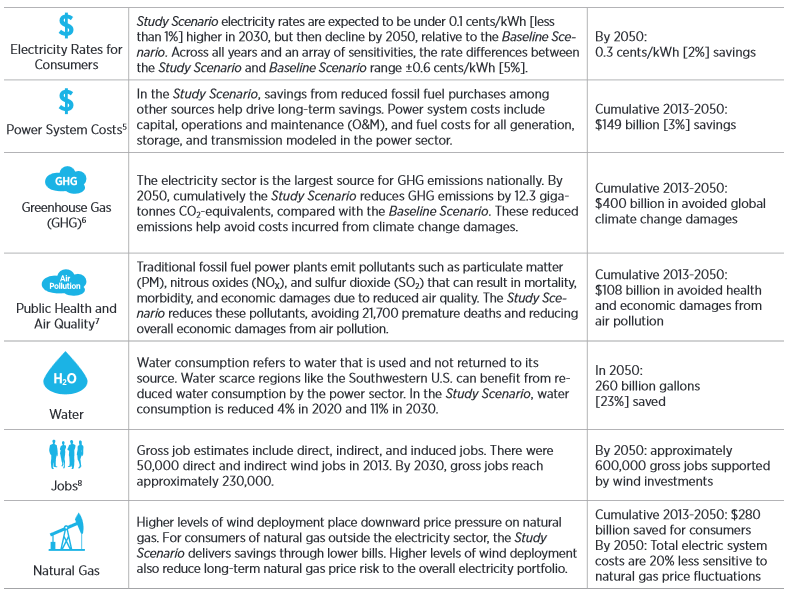 $
Electricity Rates for
Consumers
Study Scenario electricity rates are expected to be under 0.1 cents/kWh [less
than 1%] higher in 2030, but then decline by 2050, relative to the Baseline Sce-
nario. Across all years and an array of sensitivities, the rate differences between
the Study Scenario and Baseline Scenario range ±0.6 cents/kWh [5%].
By 2050:
0.3 cents/kWh [2%] savings
$
Power System Costs⁵
In the Study Scenario, savings from reduced fossil fuel purchases among
other sources help drive long-term savings. Power system costs include
capital, operations and maintenance (O&M), and fuel costs for all generation,
storage, and transmission modeled in the power sector.
Cumulative 2013-2050:
$149 billion [3%] savings
GHG
Greenhouse Gas
(GHG)⁶
The electricity sector is the largest source for GHG emissions nationally. By
2050, cumulatively the Study Scenario reduces GHG emissions by 12.3 giga-
tonnes CO₂-equivalents, compared with the Baseline Scenario. These reduced
emissions help avoid costs incurred from climate change damages.
Cumulative 2013-2050:
$400 billion in avoided global
climate change damages
Air
Pollution
Public Health and
Air Quality⁷
Traditional fossil fuel power plants emit pollutants such as particulate matter
(PM), nitrous oxides (NOₓ), and sulfur dioxide (SO₂) that can result in mortality,
morbidity, and economic damages due to reduced air quality. The Study Sce-
nario reduces these pollutants, avoiding 21,700 premature deaths and reducing
overall economic damages from air pollution.
Cumulative 2013-2050:
$108 billion in avoided health
and economic damages from
air pollution
H₂O
Water
Water consumption refers to water that is used and not returned to its
source. Water scarce regions like the Southwestern U.S. can benefit from re-
duced water consumption by the power sector. In the Study Scenario, water
consumption is reduced 4% in 2020 and 11% in 2030.
In 2050:
260 billion gallons
[23%] saved
Jobs⁸
Gross job estimates include direct, indirect, and induced jobs. There were
50,000 direct and indirect wind jobs in 2013. By 2030, gross jobs reach
approximately 230,000.
By 2050: approximately
600,000 gross jobs supported
by wind investments
Natural Gas
Higher levels of wind deployment place downward price pressure on natural
gas. For consumers of natural gas outside the electricity sector, the Study
Scenario delivers savings through lower bills. Higher levels of wind deployment
also reduce long-term natural gas price risk to the overall electricity portfolio.
Cumulative 2013-2050: $280
billion saved for consumers
By 2050: Total electric system
costs are 20% less sensitive to
natural gas price fluctuations